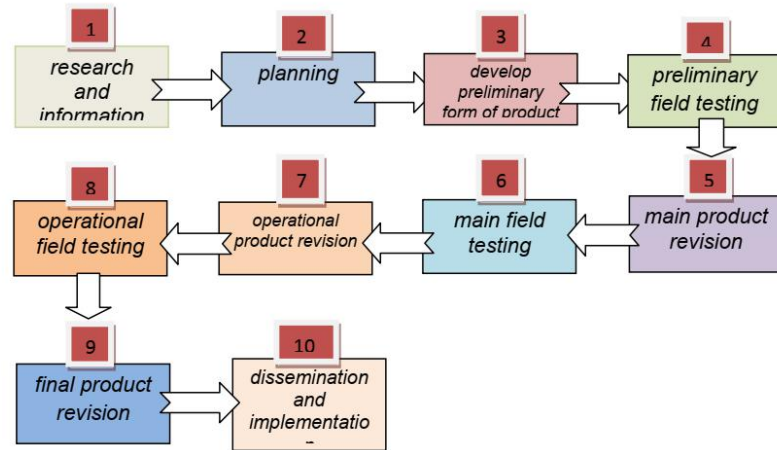 1
research
and
information
2
planning
3
develop
preliminary
form of product
4
preliminary
field testing
5
main product
revision
6
main field
testing
7
operational
product revision
8
operational
field testing
9
final product
revision
10
dissemination
and
implementatio